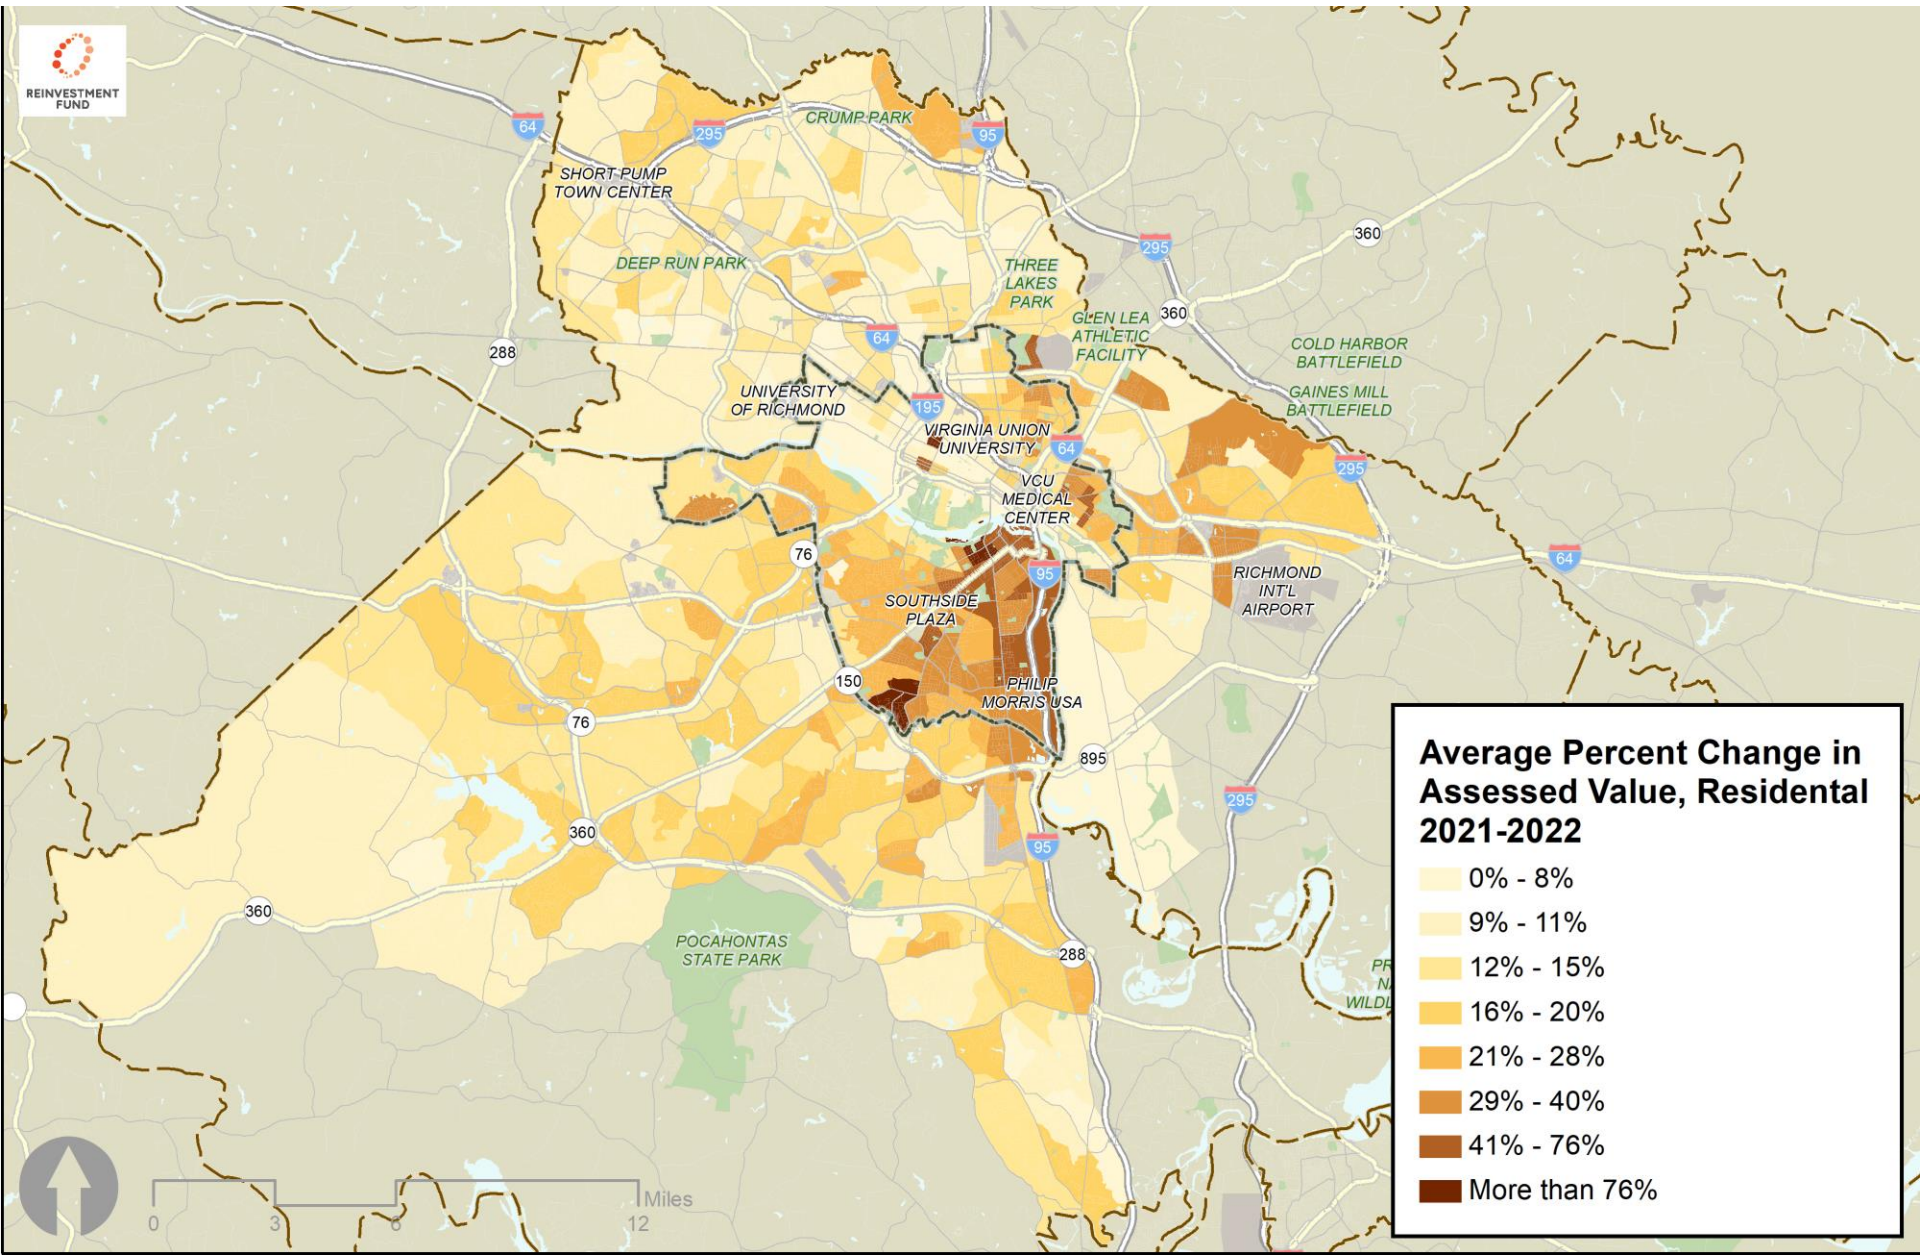 REINVESTMENT
FUND
64
295
CRUMP PARK
95
SHORT PUMP
TOWN CENTER
360
295
DEEP RUN PARK
THREE
LAKES
PARK
360
GLEN LEA
ATHLETIC
FACILITY
64
288
COLD HARBOR
BATTLEFIELD
UNIVERSITY
OF RICHMOND
195
GAINES MILL
BATTLEFIELD
VIRGINIA UNION
UNIVERSITY
64
295
VCU
MEDICAL
CENTER
76
64
95
RICHMOND
INT'L
AIRPORT
SOUTHSIDE
PLAZA
150
PHILIP
MORRIS USA
76
895
295
360
95
360
POCAHONTAS
STATE PARK
288
PR
N
WILDL
Average Percent Change in
Assessed Value, Residental
2021-2022
0% - 8%
9% - 11%
12% - 15%
16% - 20%
21% - 28%
29% - 40%
41% - 76%
More than 76%
Miles
0 3 6 12